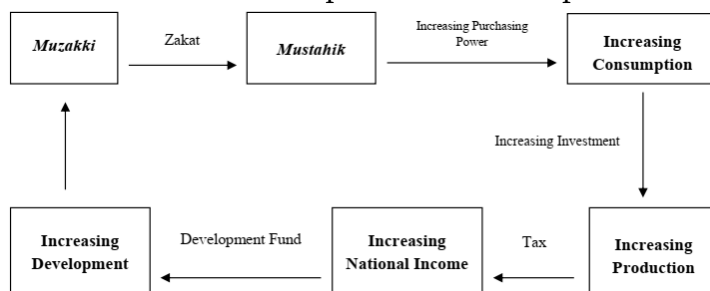 Muzakki
Zakat
Mustahik
Increasing Purchasing
Power
Increasing
Consumption
Increasing Investment
Increasing
Development
Development Fund
Increasing
National Income
Tax
Increasing
Production